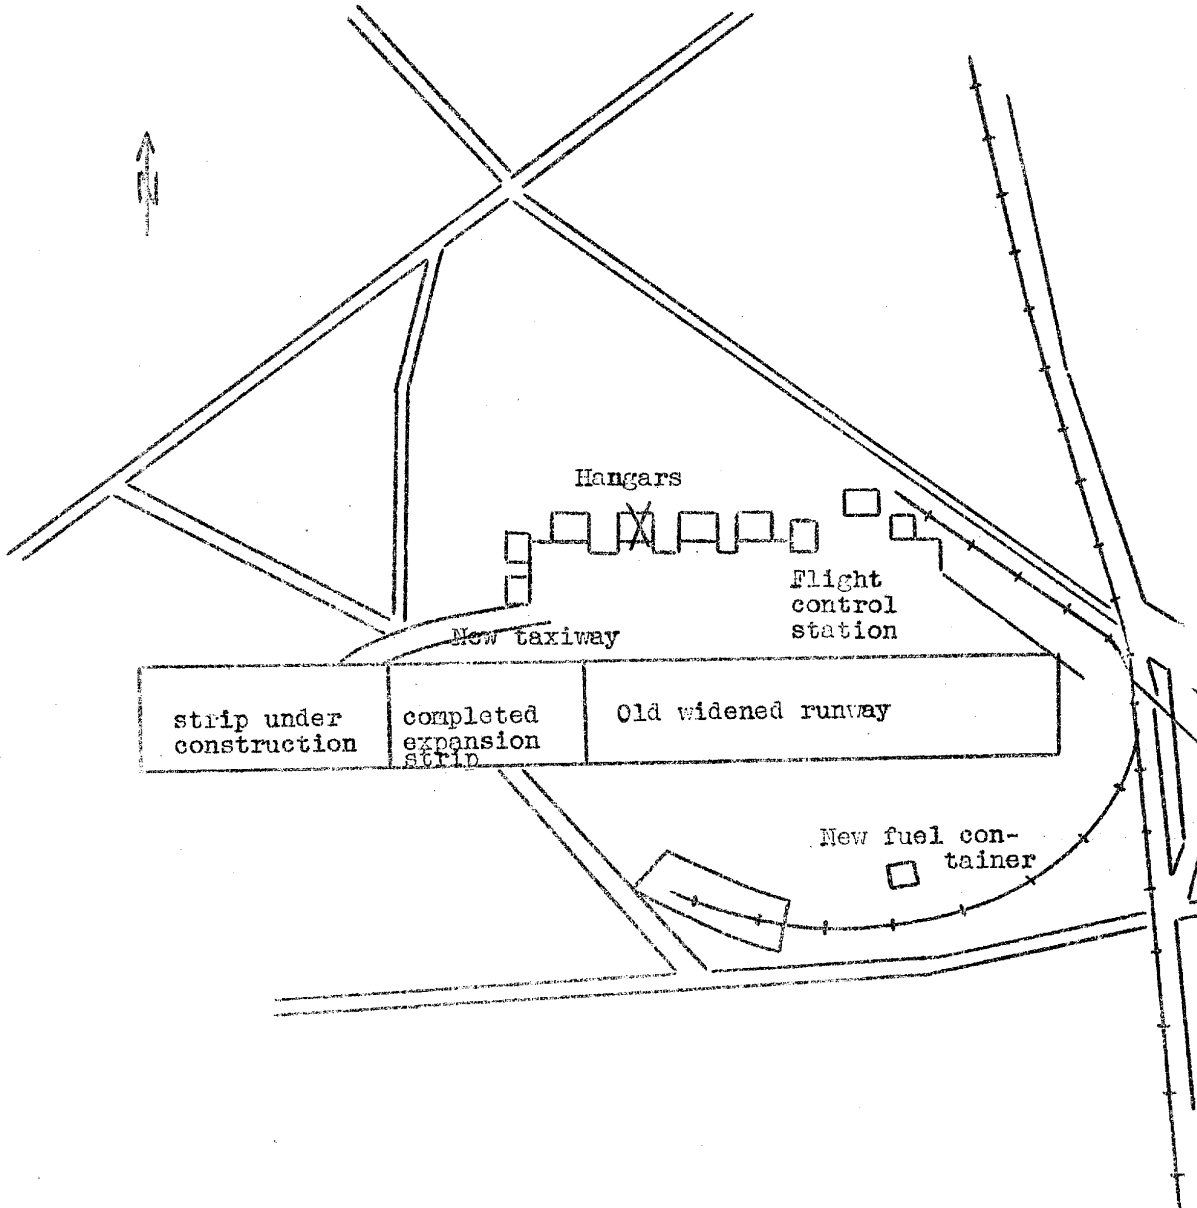 N
Hangars
Flight
control
station
New taxiway
strip under
construction
completed
expansion
strip
Old widened runway
New fuel con-
tainer